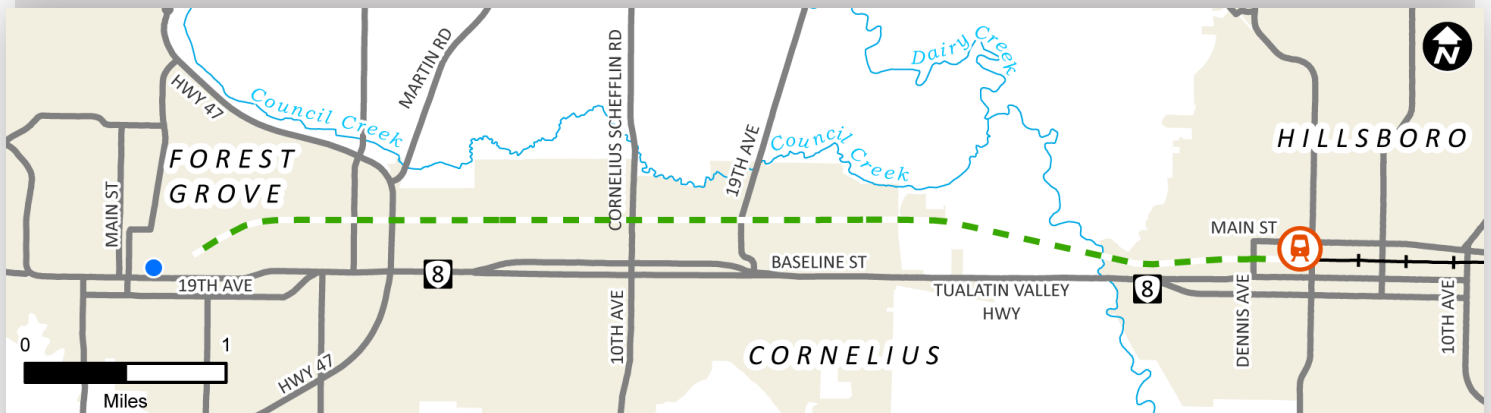 N
MARTIN RD
CORNELIUS SCHEFFLIN RD
Dairy Creek
HWY 47
Council Creek
FOREST
GROVE
19TH AVE
Council
Creek
HILLSBORO
MAIN ST
MAIN ST
8
BASELINE ST
19TH AVE
TUALATIN VALLEY
HWY
8
DENNIS AVE
10TH AVE
10TH AVE
HWY 47
CORNELIUS
0 1
Miles